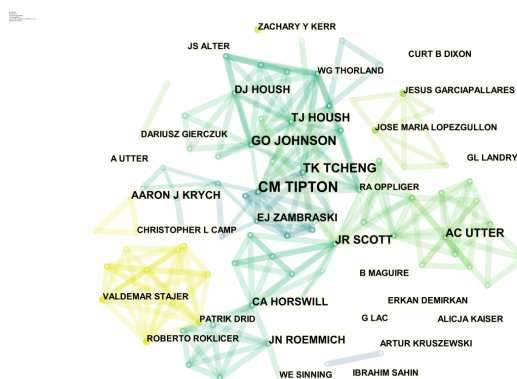 ZACHARY Y KERR
JS ALTER
CURT B DIXON
WG THORLAND
DJ HOUSH
JESUS GARCIAPALLARES
TJ HOUSH
JOSE MARIA LOPEZGULLON
DARIUSZ GIERCZUK
GO JOHNSON
A UTTER
GL LANDRY
TK TCHENG
CM TIPTON
RA OPPLIGER
AARON J KRYCH
EJ ZAMBRASKI
CHRISTOPHER L CAMP
JR SCOTT
AC UTTER
B MAGUIRE
VALDEMAR STAJER
CA HORSWILL
ERKAN DEMIRKAN
PATRIK DRID
G LAC
ALICJA KAISER
ROBERTO ROKLICER
JN ROEMMICH
ARTUR KRUSZEWSKI
WE SINNING
IBRAHIM SAHIN